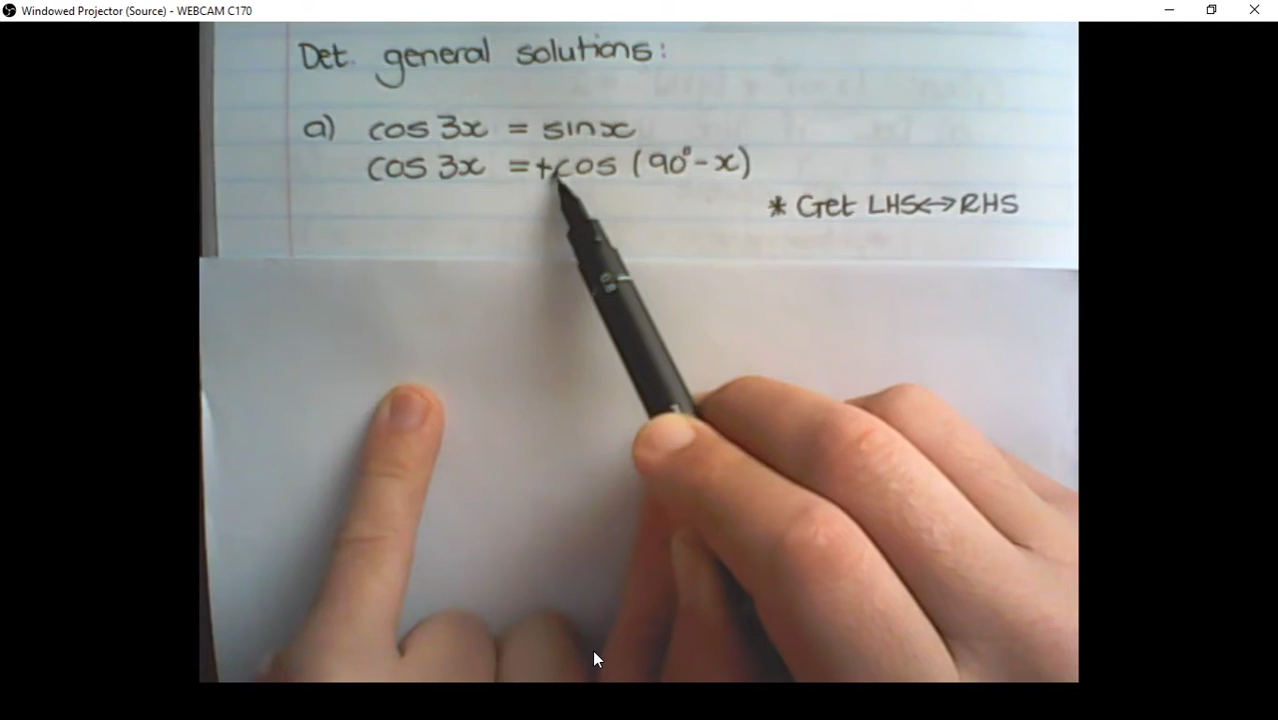 Windowed Projector (Source) - WEBCAM C170
Det. general solutions:
a) cos 3x = sin x
cos 3x = +cos (90° - x)
* Get LHS↔RHS